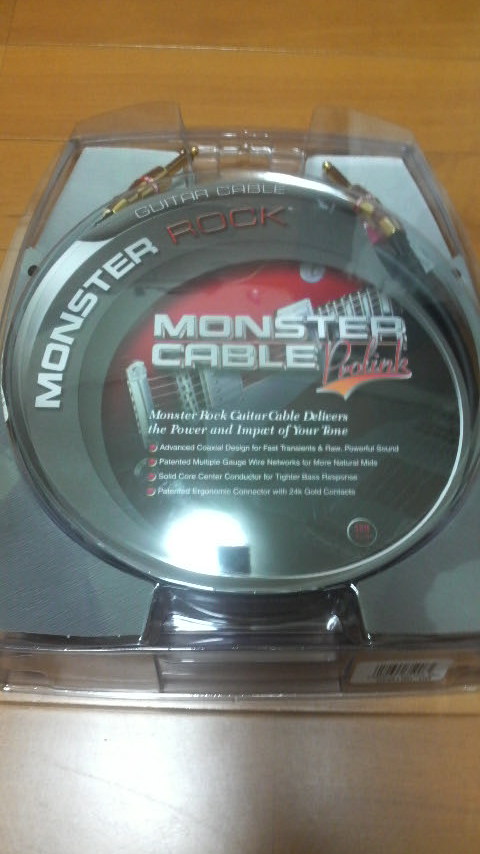 GUITAR CABLE
MONSTER ROCK
MONSTER
CABLE Prolink
Monster Rock Guitar Cable Delivers
the Power and Impact of Your Tone
Advanced Coaxial Design for Fast Transients & Raw, Powerful Sound
Patented Multiple Gauge Wire Networks for More Natural Mids
Solid Core Center Conductor for Tighter Bass Response
Patented Ergonomic Connector with 24k Gold Contacts